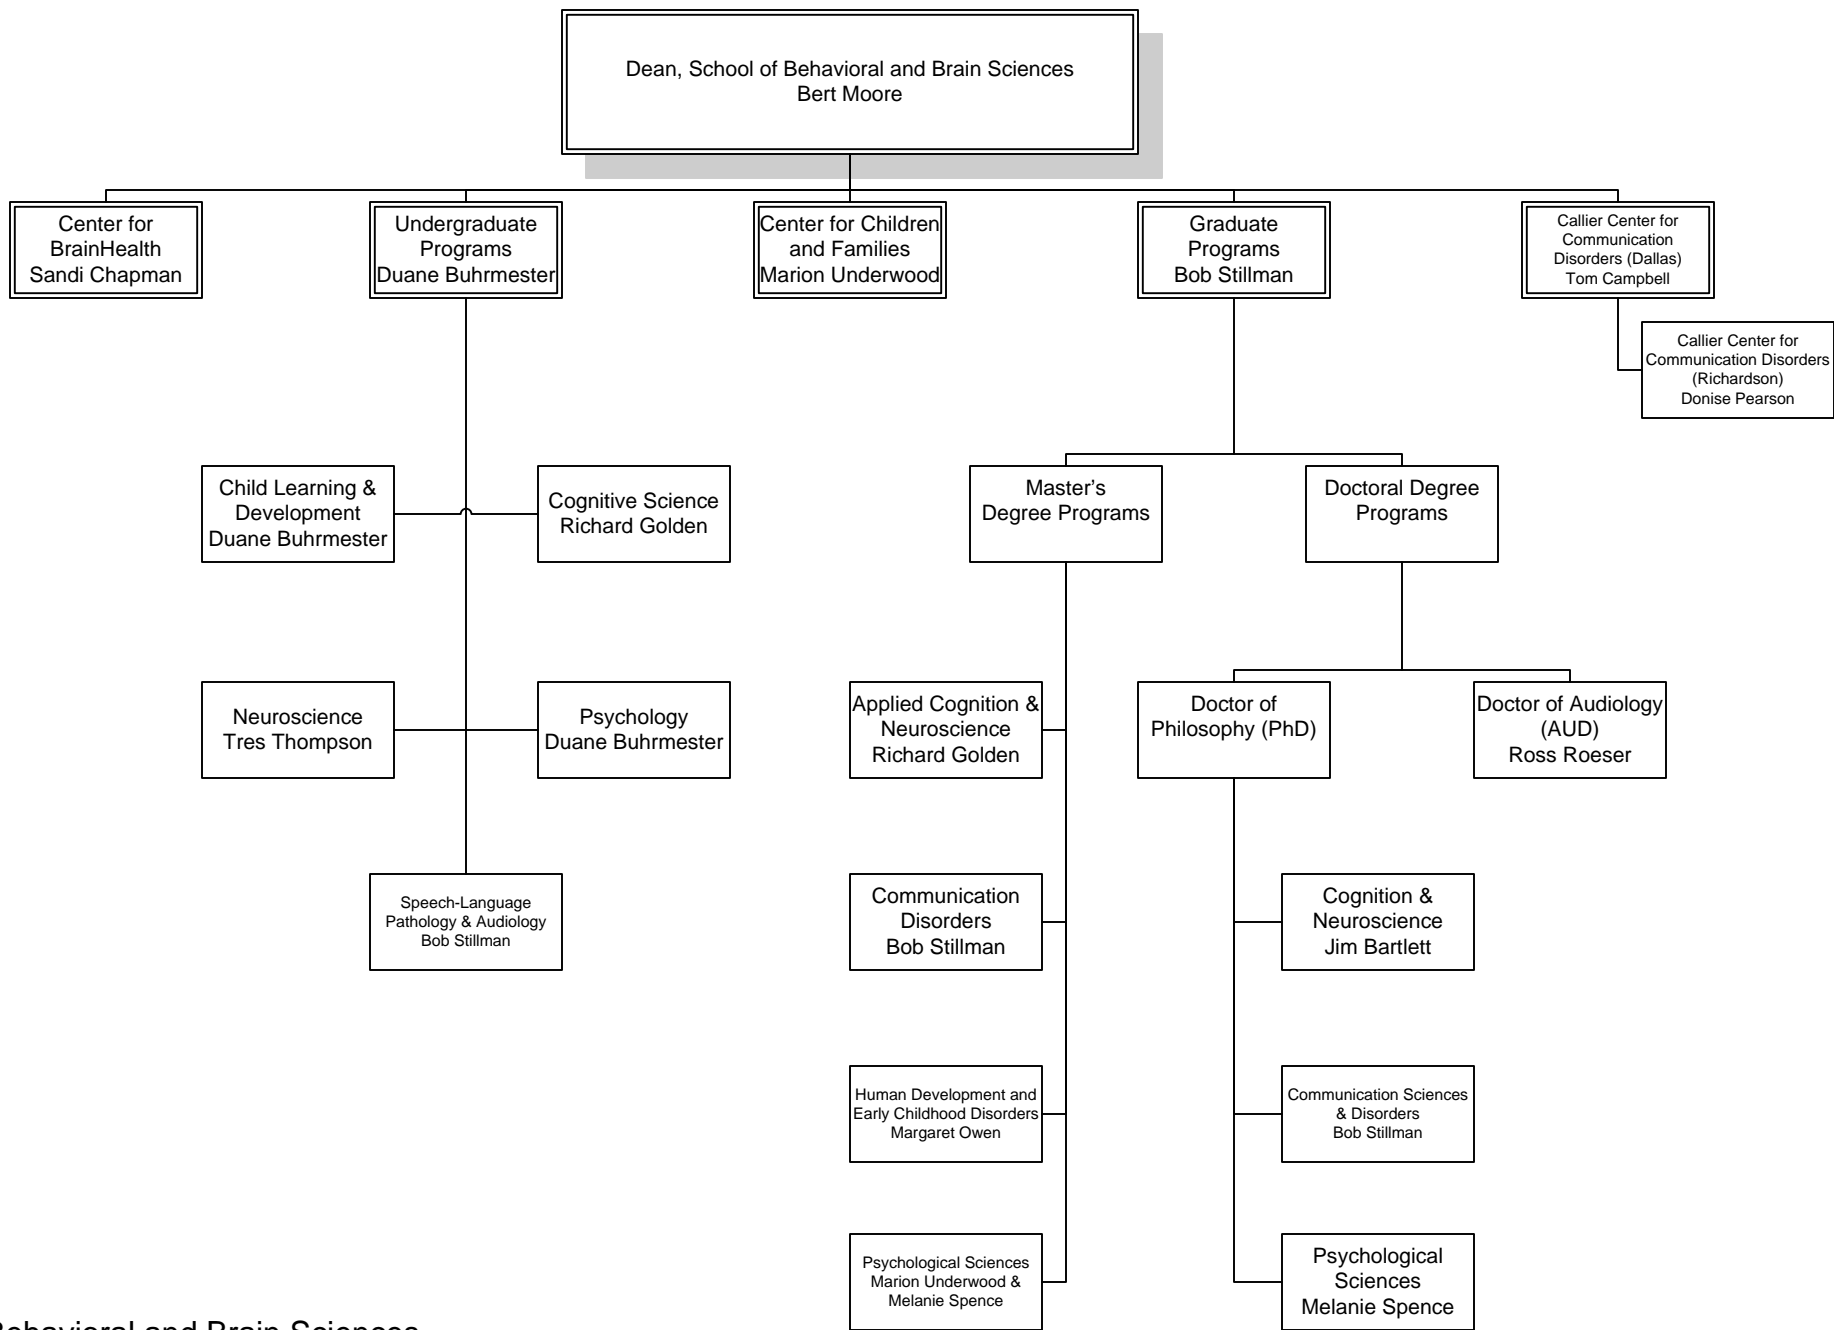 Dean, School of Behavioral and Brain Sciences
Bert Moore
Center for
BrainHealth
Sandi Chapman
Undergraduate
Programs
Duane Buhrmester
Center for Children
and Families
Marion Underwood
Graduate
Programs
Bob Stillman
Callier Center for
Communication
Disorders (Dallas)
Tom Campbell
Callier Center for
Communication Disorders
(Richardson)
Donise Pearson
Child Learning &
Development
Duane Buhrmester
Cognitive Science
Richard Golden
Master's
Degree Programs
Doctoral Degree
Programs
Neuroscience
Tres Thompson
Psychology
Duane Buhrmester
Applied Cognition &
Neuroscience
Richard Golden
Doctor of
Philosophy (PhD)
Doctor of Audiology
(AUD)
Ross Roeser
Speech-Language
Pathology & Audiology
Bob Stillman
Communication
Disorders
Bob Stillman
Cognition &
Neuroscience
Jim Bartlett
Human Development and
Early Childhood Disorders
Margaret Owen
Communication Sciences
& Disorders
Bob Stillman
Psychological Sciences
Marion Underwood &
Melanie Spence
Psychological
Sciences
Melanie Spence
Behavioral and Brain Sciences